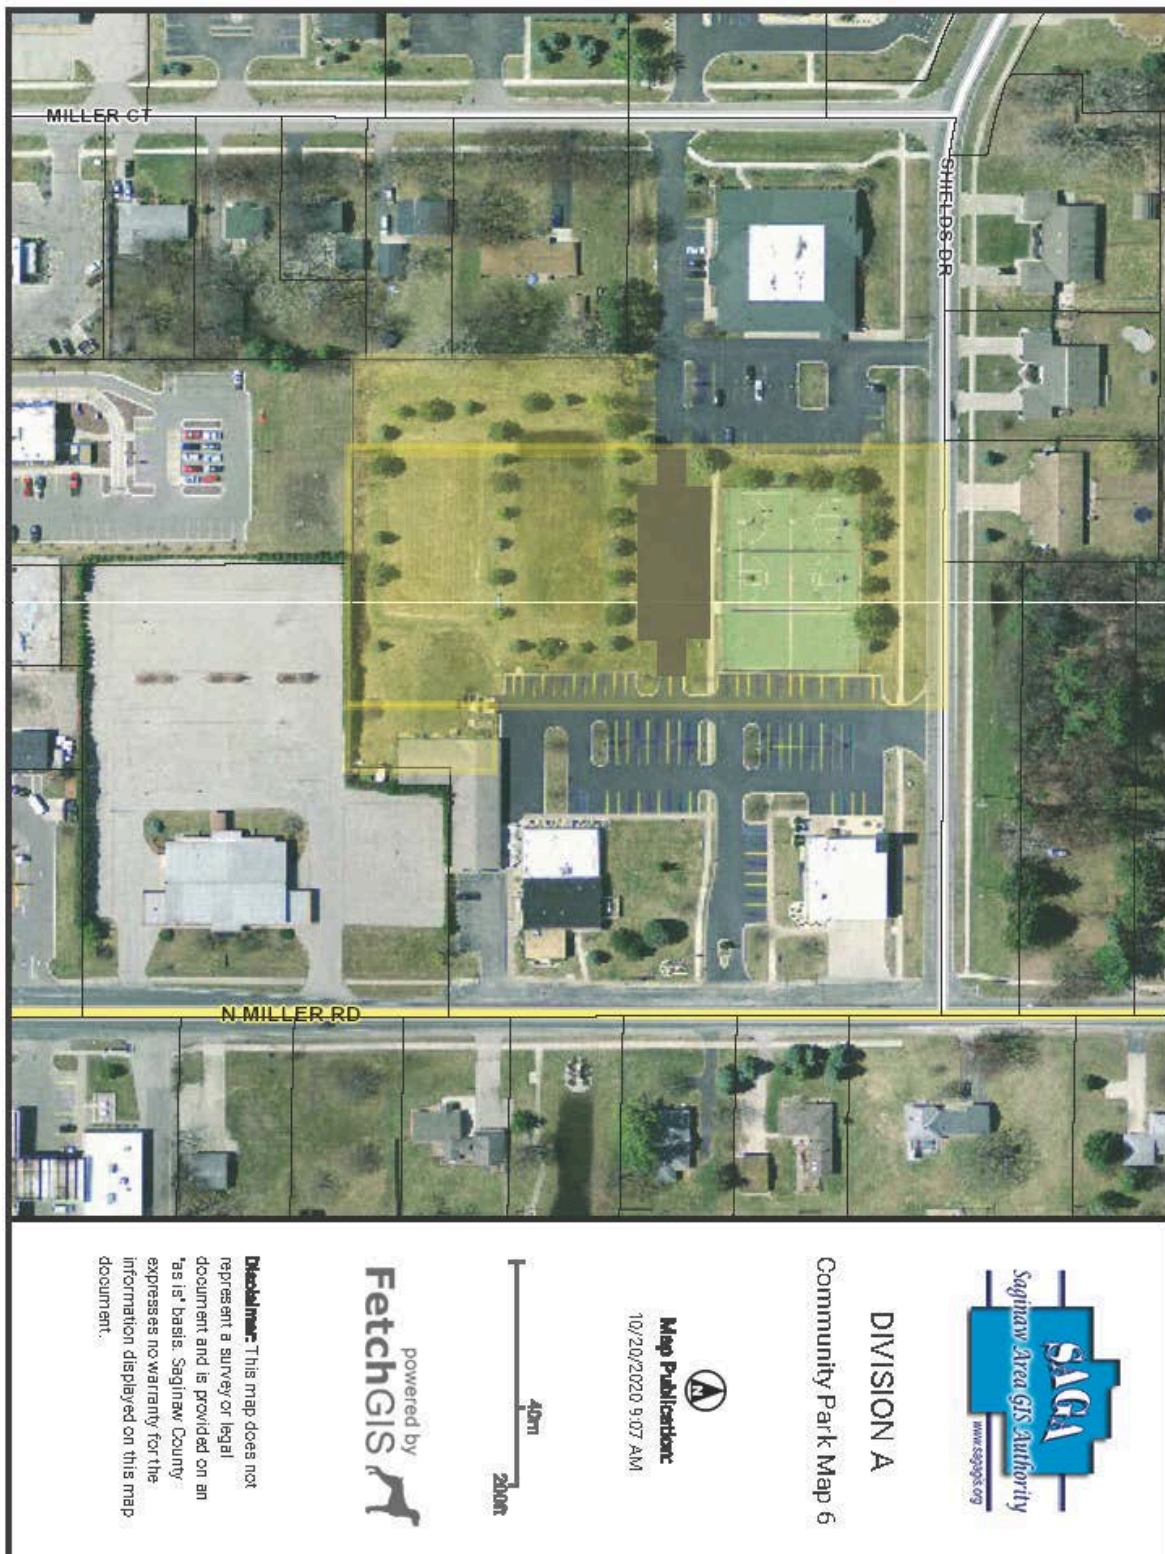 MILLER CT
SHIELDS DR
N MILLER RD
SAGA
Saginaw Area GIS Authority
www.sagagis.org
DIVISION A
Community Park Map 6
N
Map Publication:
10/20/2020 9:07 AM
40m
200ft
powered by
FetchGIS
Disclaimer: This map does not
represent a survey or legal
document and is provided on an
"as is" basis. Saginaw County
expresses no warranty for the
information displayed on this map
document.